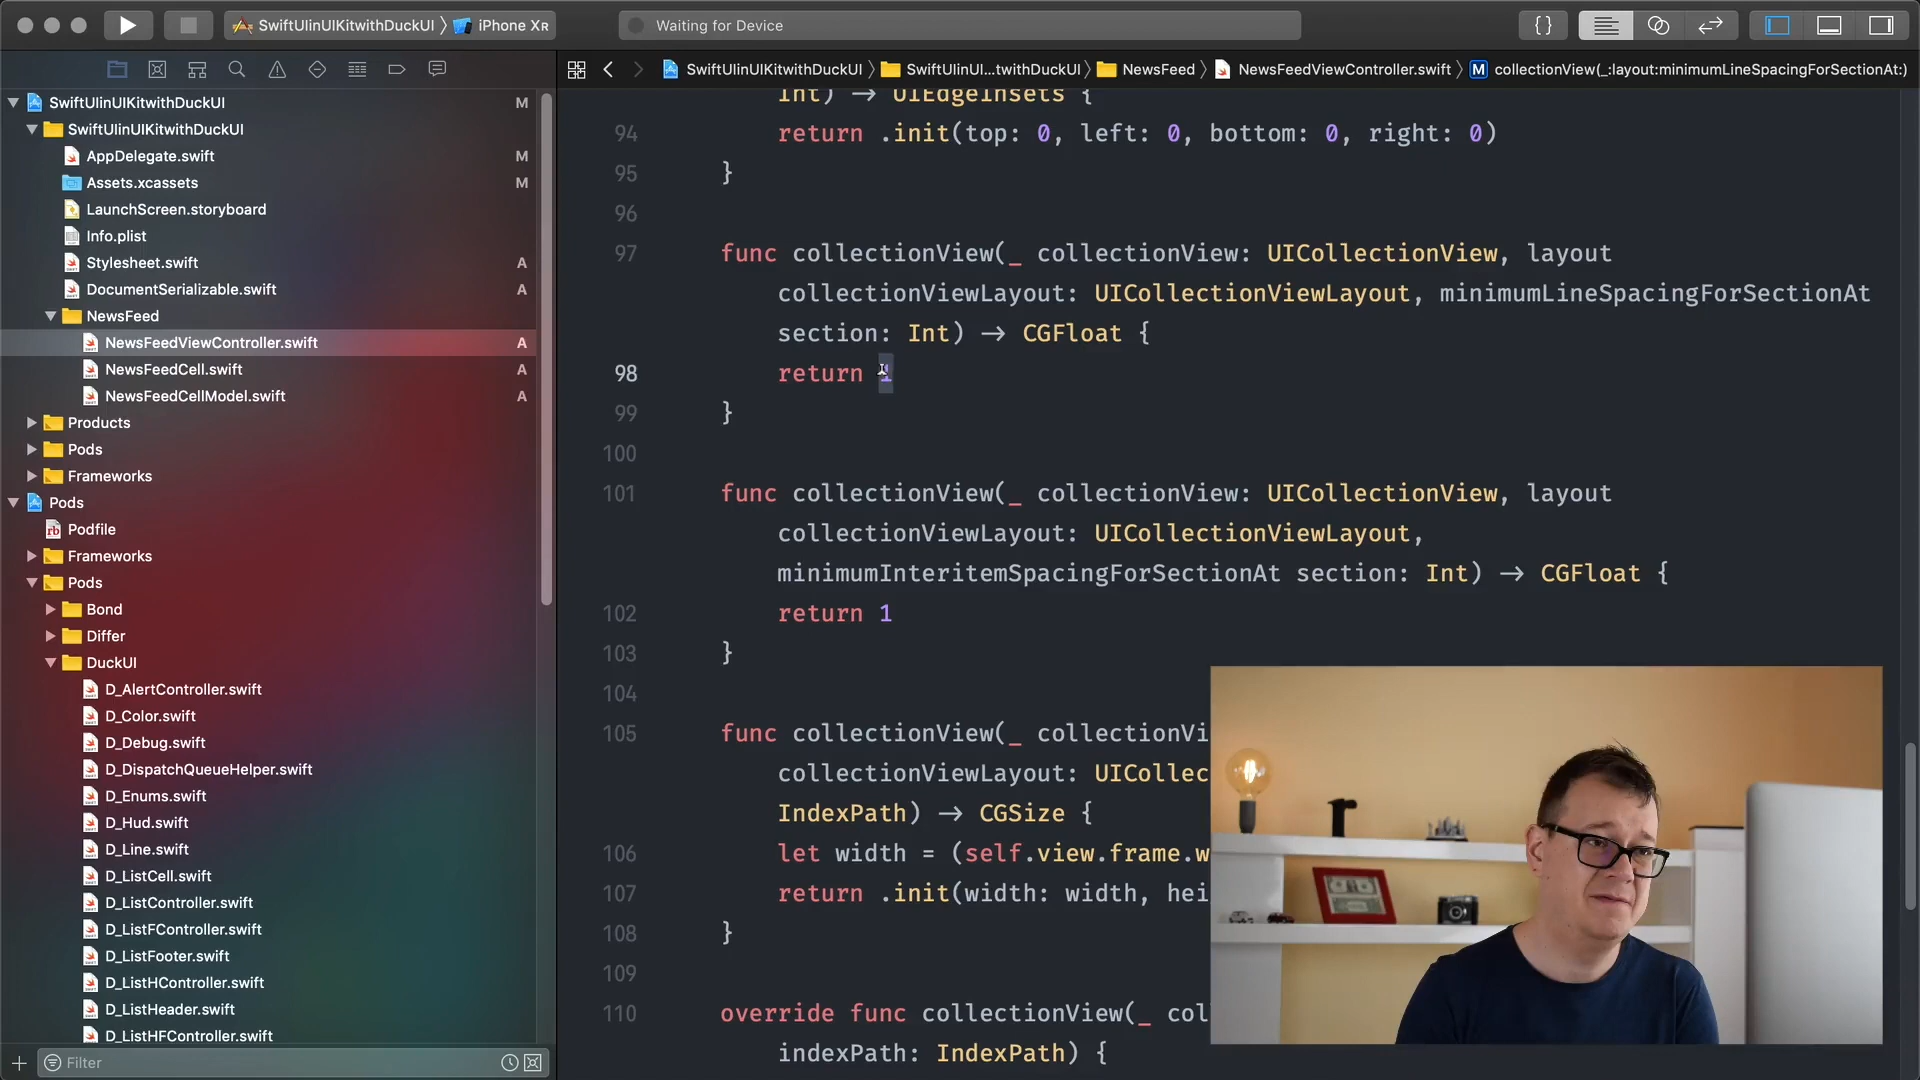 SwiftUIinUIKitwithDuckUI
iPhone XR
Waiting for Device
{}
SwiftUIinUIKitwithDuckUI
SwiftUI...twithDuckUI
NewsFeed
NewsFeedViewController.swift
M
collectionView(_:layout:minimumLineSpacingForSectionAt:)
SwiftUIinUIKitwithDuckUI M
SwiftUIinUIKitwithDuckUI
AppDelegate.swift M
Assets.xcassets M
LaunchScreen.storyboard
Info.plist
Stylesheet.swift A
DocumentSerializable.swift A
NewsFeed
NewsFeedViewController.swift A
NewsFeedCell.swift A
NewsFeedCellModel.swift A
Products
Pods
Frameworks
Pods
rb Podfile
Frameworks
Pods
Bond
Differ
DuckUI
D_AlertController.swift
D_Color.swift
D_Debug.swift
D_DispatchQueueHelper.swift
D_Enums.swift
D_Hud.swift
D_Line.swift
D_ListCell.swift
D_ListController.swift
D_ListFController.swift
D_ListFooter.swift
D_ListHController.swift
D_ListHeader.swift
D_ListHFController.swift
Filter
Int) → UIEdgeInsets {
94 return .init(top: 0, left: 0, bottom: 0, right: 0)
95 }
96
97 func collectionView(_ collectionView: UICollectionView, layout
collectionViewLayout: UICollectionViewLayout, minimumLineSpacingForSectionAt
section: Int) → CGFloat {
98 return 1
99 }
100
101 func collectionView(_ collectionView: UICollectionView, layout
collectionViewLayout: UICollectionViewLayout,
minimumInteritemSpacingForSectionAt section: Int) → CGFloat {
102 return 1
103 }
104
105 func collectionView(_ collectionVi
collectionViewLayout: UICollec
IndexPath) → CGSize {
106 let width = (self.view.frame.w
107 return .init(width: width, hei
108 }
109
110 override func collectionView(_ col
indexPath: IndexPath) {